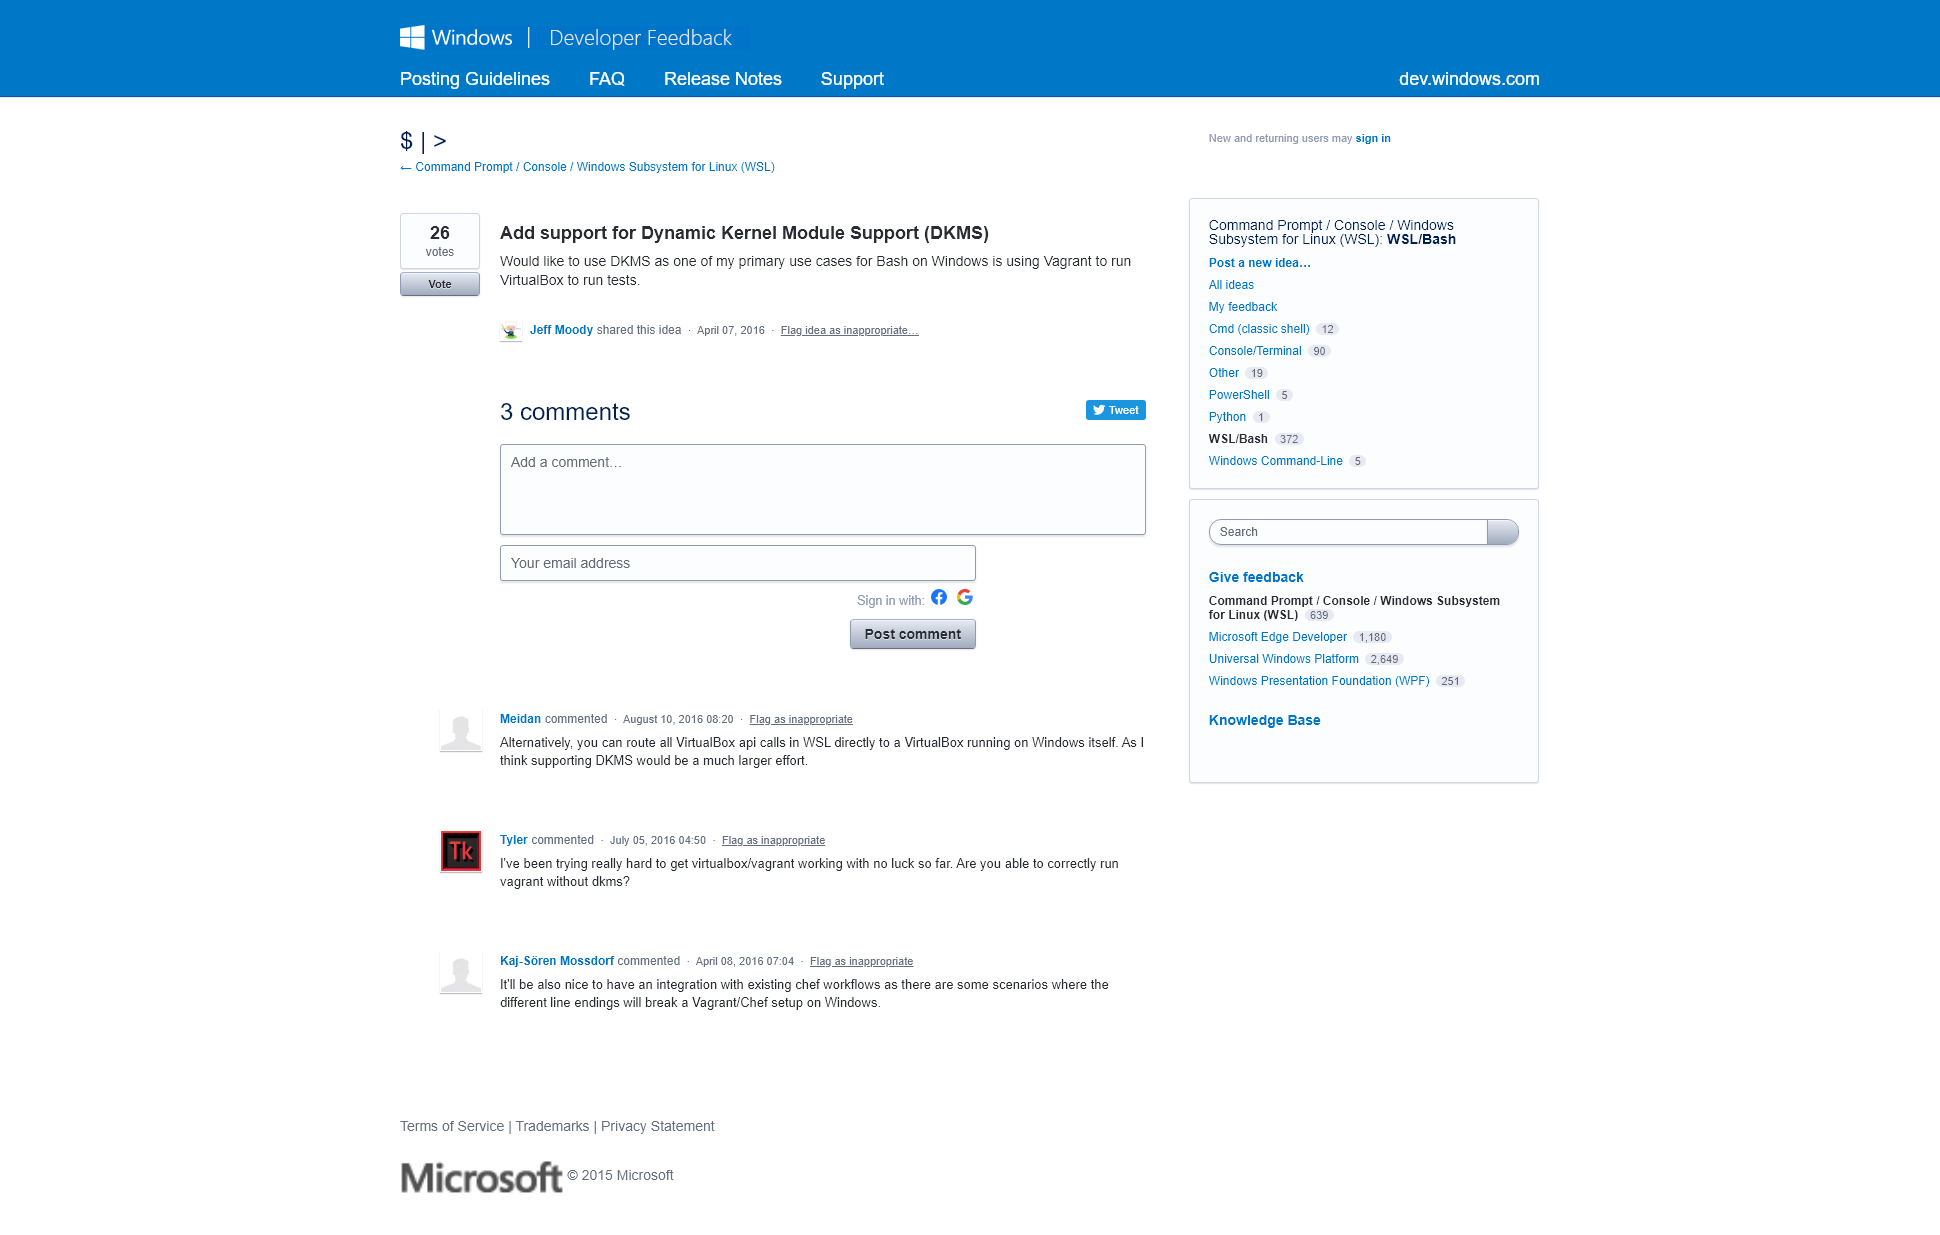 Windows | Developer Feedback
Posting Guidelines FAQ Release Notes Support dev.windows.com
$ | >
← Command Prompt / Console / Windows Subsystem for Linux (WSL)
New and returning users may sign in
26
votes
Vote
Add support for Dynamic Kernel Module Support (DKMS)
Would like to use DKMS as one of my primary use cases for Bash on Windows is using Vagrant to run
VirtualBox to run tests.
Jeff Moody shared this idea · April 07, 2016 · Flag idea as inappropriate…
3 comments
Tweet
Add a comment…
Your email address
Sign in with:
Post comment
Meidan commented · August 10, 2016 08:20 · Flag as inappropriate
Alternatively, you can route all VirtualBox api calls in WSL directly to a VirtualBox running on Windows itself. As I
think supporting DKMS would be a much larger effort.
Tk
Tyler commented · July 05, 2016 04:50 · Flag as inappropriate
I've been trying really hard to get virtualbox/vagrant working with no luck so far. Are you able to correctly run
vagrant without dkms?
Kaj-Sören Mossdorf commented · April 08, 2016 07:04 · Flag as inappropriate
It'll be also nice to have an integration with existing chef workflows as there are some scenarios where the
different line endings will break a Vagrant/Chef setup on Windows.
Command Prompt / Console / Windows
Subsystem for Linux (WSL): WSL/Bash
Post a new idea…
All ideas
My feedback
Cmd (classic shell) 12
Console/Terminal 90
Other 19
PowerShell 5
Python 1
WSL/Bash 372
Windows Command-Line 5
Search
Give feedback
Command Prompt / Console / Windows Subsystem
for Linux (WSL) 639
Microsoft Edge Developer 1,180
Universal Windows Platform 2,649
Windows Presentation Foundation (WPF) 251
Knowledge Base
Terms of Service | Trademarks | Privacy Statement
Microsoft © 2015 Microsoft